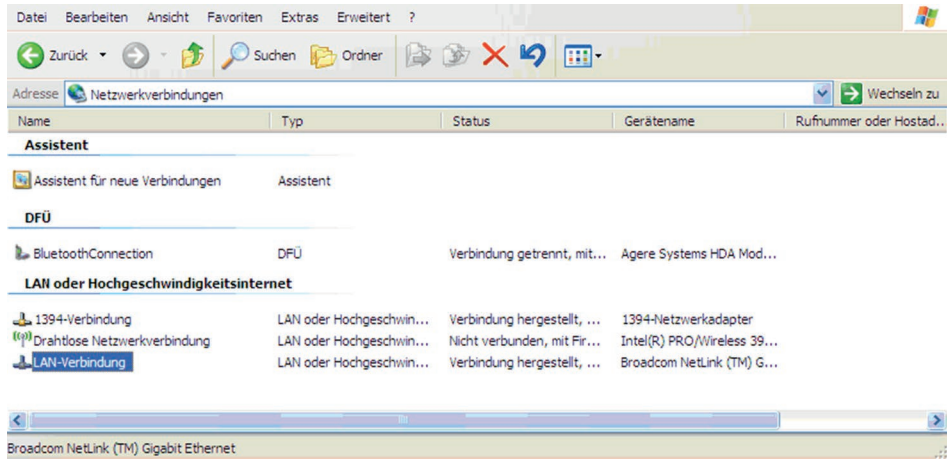 Datei Bearbeiten Ansicht Favoriten Extras Erweitert ?
Zurück Suchen Ordner
Adresse Netzwerkverbindungen Wechseln zu
Name Typ Status Gerätename Rufnummer oder Hostad...
Assistent
Assistent für neue Verbindungen Assistent
DFÜ
BluetoothConnection DFÜ Verbindung getrennt, mit... Agere Systems HDA Mod...
LAN oder Hochgeschwindigkeitsinternet
1394-Verbindung LAN oder Hochgeschwin... Verbindung hergestellt, ... 1394-Netzwerkadapter
Drahtlose Netzwerkverbindung LAN oder Hochgeschwin... Nicht verbunden, mit Fir... Intel(R) PRO/Wireless 39...
LAN-Verbindung LAN oder Hochgeschwin... Verbindung hergestellt, ... Broadcom NetLink (TM) G...
Broadcom NetLink (TM) Gigabit Ethernet